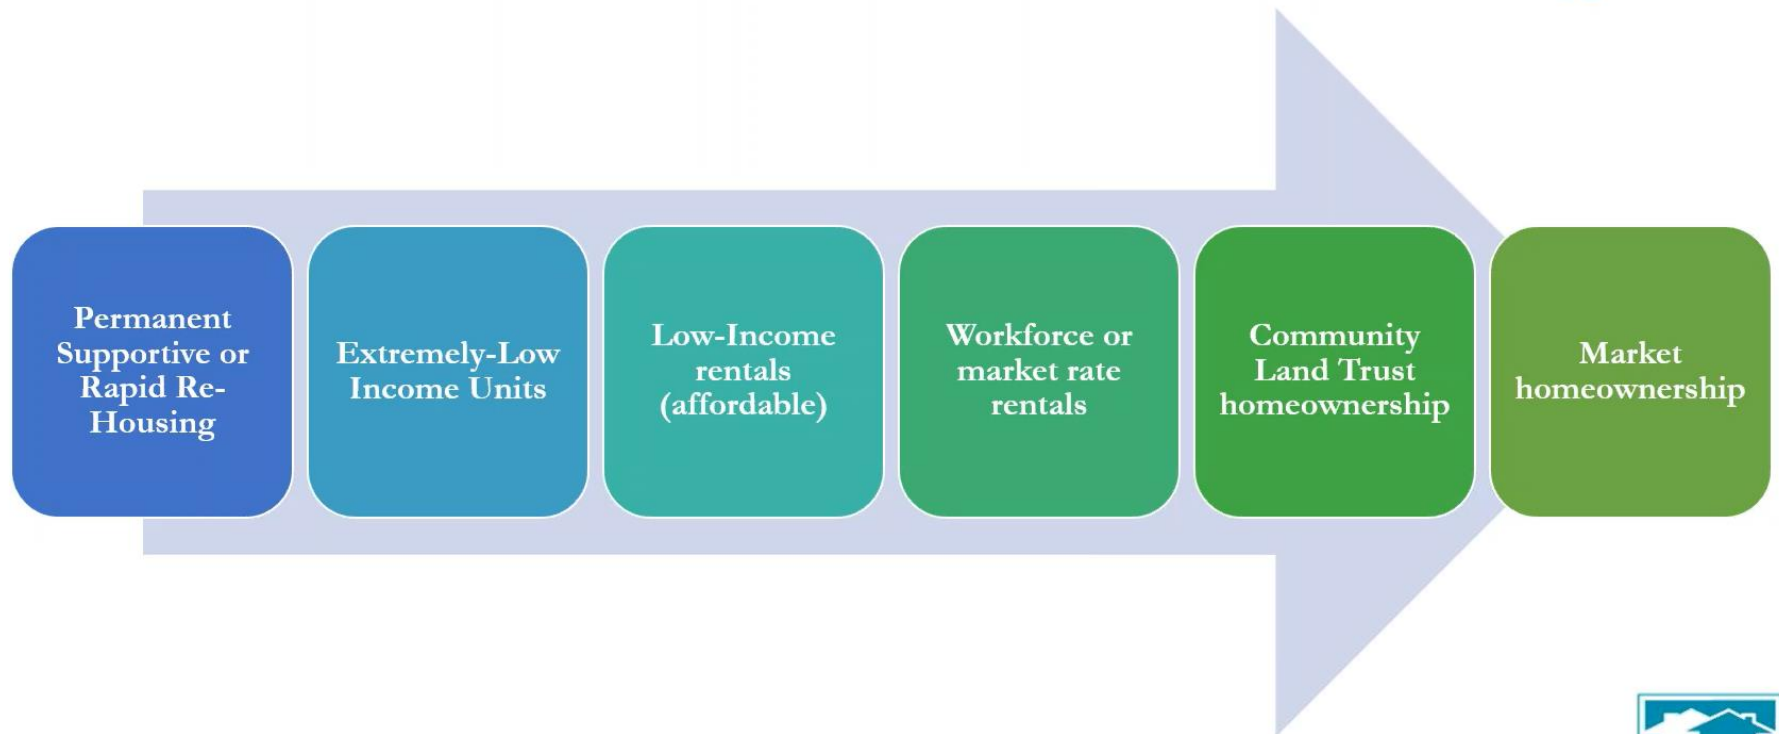 Permanent
Supportive or
Rapid Re-
Housing
Extremely-Low
Income Units
Low-Income
rentals
(affordable)
Workforce or
market rate
rentals
Community
Land Trust
homeownership
Market
homeownership